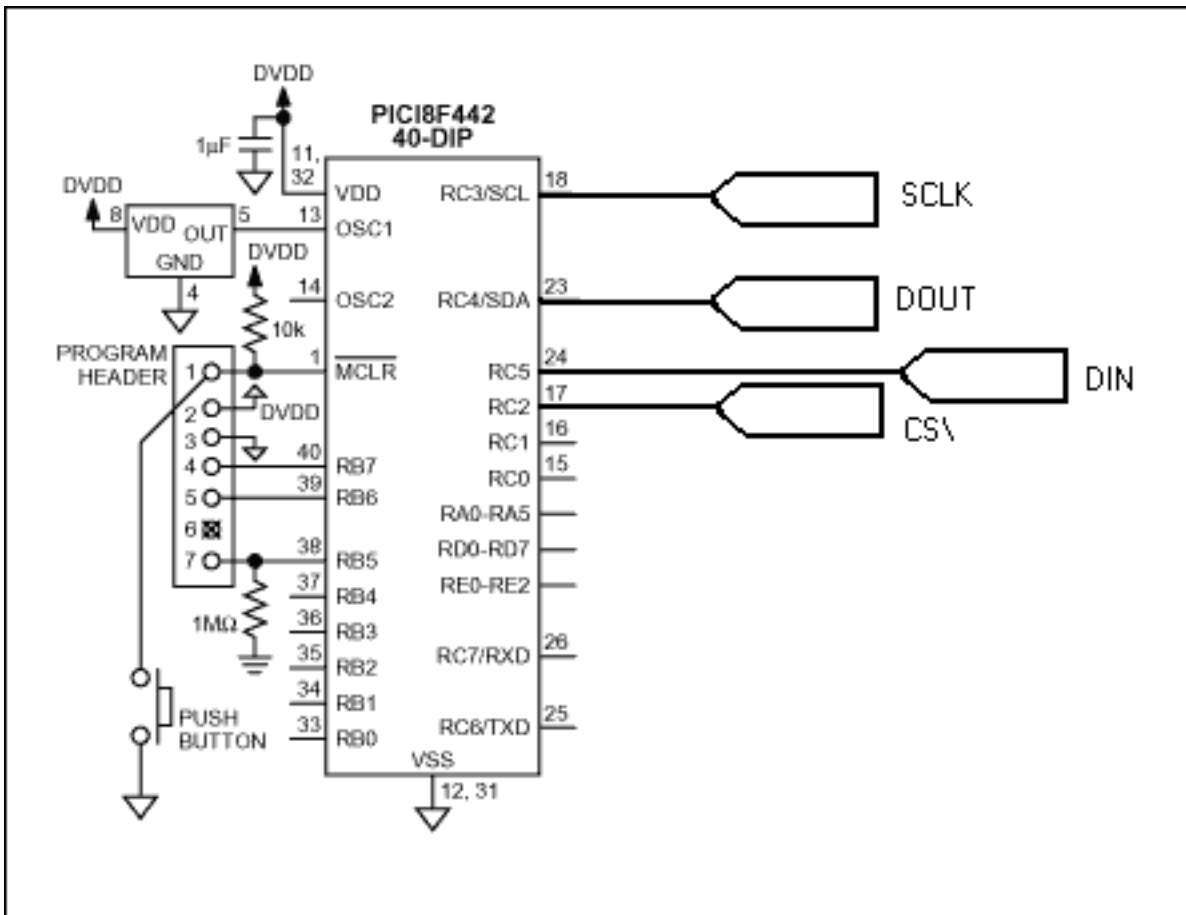 DVDD
PICI8F442
40-DIP
1µF
11,
32
VDD
RC3/SCL
18
SCLK
DVDD
8
VDD
OUT
5
GND
4
13
OSC1
DVDD
10k
14
OSC2
RC4/SDA
23
DOUT
PROGRAM
HEADER
1
1
MCLR
RC5
24
DIN
2
DVDD
RC2
17
CS\
3
RC1
16
4
40
RB7
RC0
15
5
39
RB6
RA0-RA5
6
RD0-RD7
7
38
RB5
RE0-RE2
1MΩ
37
RB4
36
RB3
RC7/RXD
26
35
RB2
34
RB1
RC6/TXD
25
33
RB0
PUSH
BUTTON
VSS
12, 31